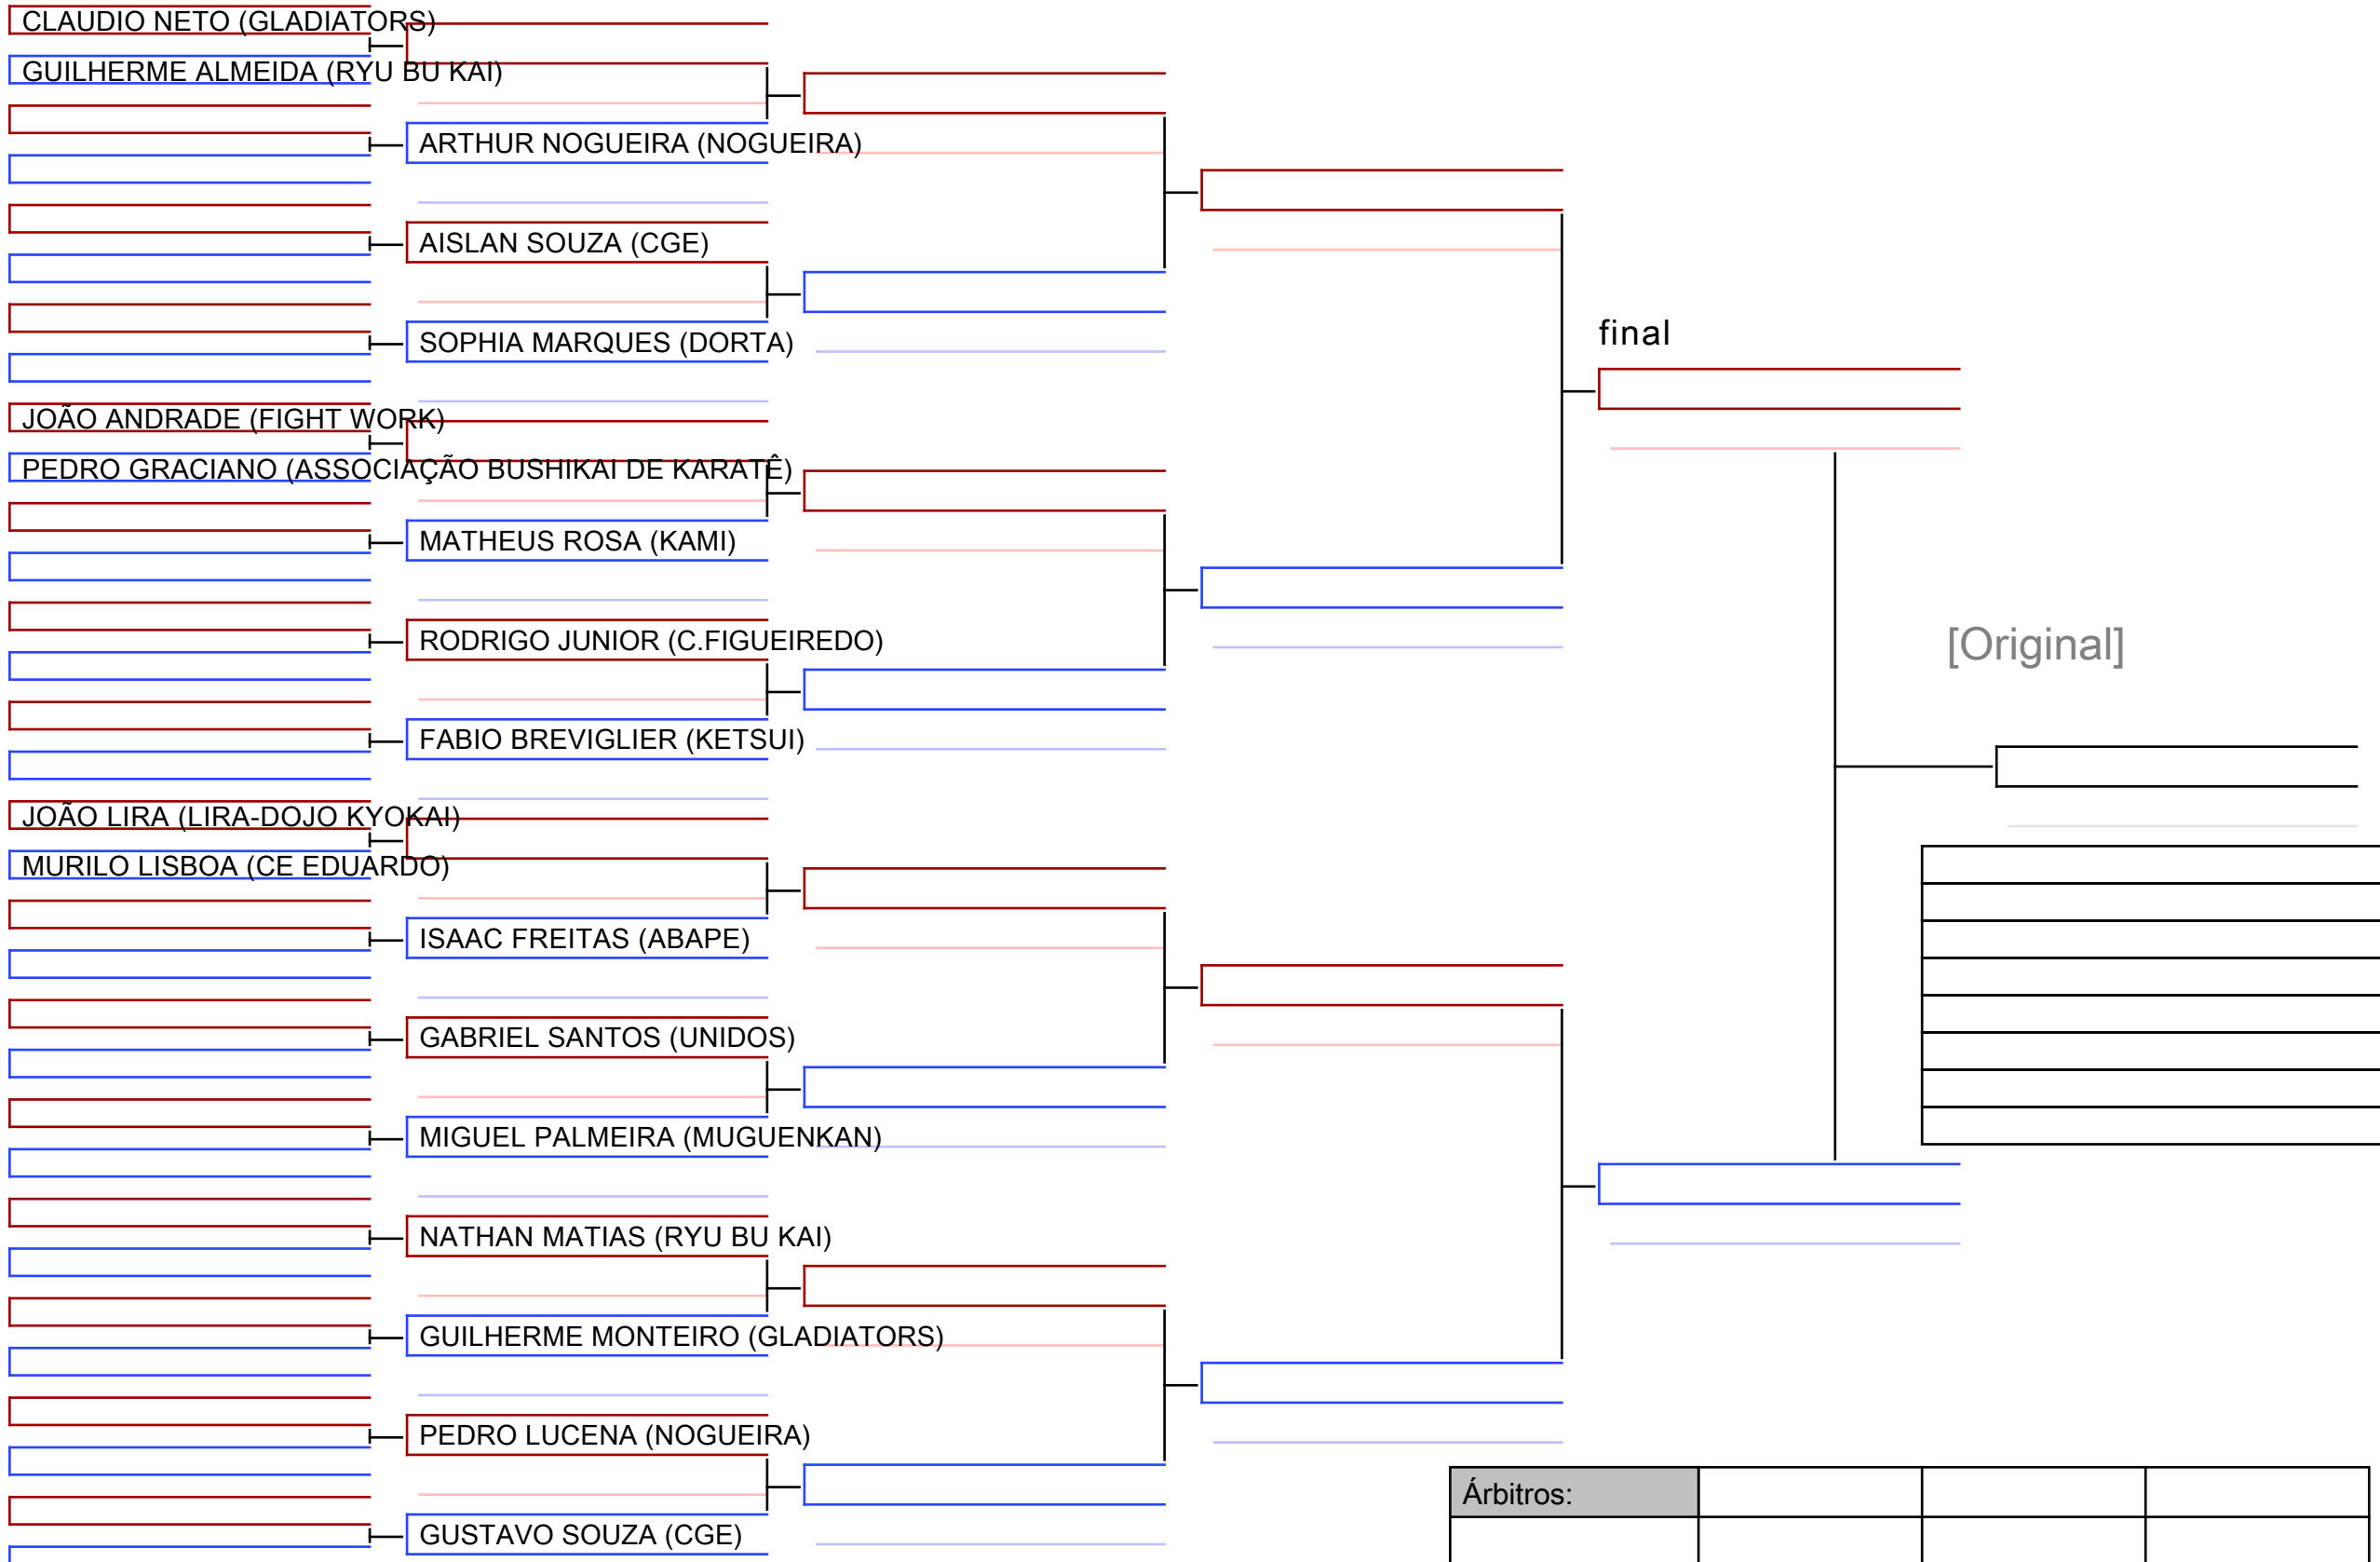 CLAUDIO NETO (GLADIATORS)
GUILHERME ALMEIDA (RYU BU KAI)
ARTHUR NOGUEIRA (NOGUEIRA)
AISLAN SOUZA (CGE)
SOPHIA MARQUES (DORTA)
final
JOÃO ANDRADE (FIGHT WORK)
PEDRO GRACIANO (ASSOCIAÇÃO BUSHIKAI DE KARATÊ)
MATHEUS ROSA (KAMI)
RODRIGO JUNIOR (C.FIGUEIREDO)
[Original]
FABIO BREVIGLIER (KETSUI)
JOÃO LIRA (LIRA-DOJO KYOKAI)
MURILO LISBOA (CE EDUARDO)
ISAAC FREITAS (ABAPE)
GABRIEL SANTOS (UNIDOS)
MIGUEL PALMEIRA (MUGUENKAN)
NATHAN MATIAS (RYU BU KAI)
GUILHERME MONTEIRO (GLADIATORS)
PEDRO LUCENA (NOGUEIRA)
Árbitros:
GUSTAVO SOUZA (CGE)